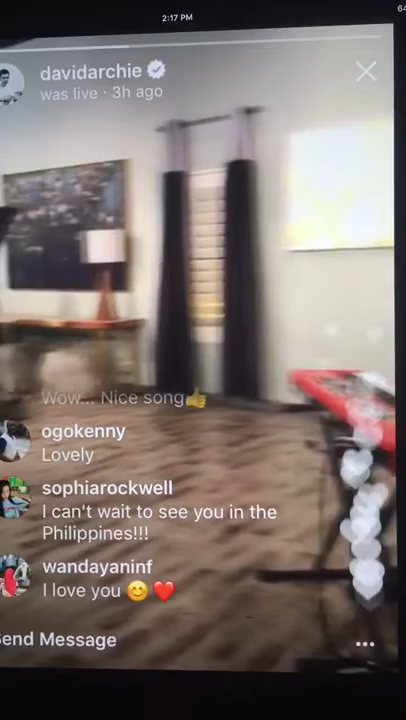 2:17 PM
64
davidarchie
was live · 3h ago
Wow... Nice song👍
ogokenny
Lovely
sophiarockwell
I can't wait to see you in the
Philippines!!!
wandayaninf
I love you 😊❤️
Send Message